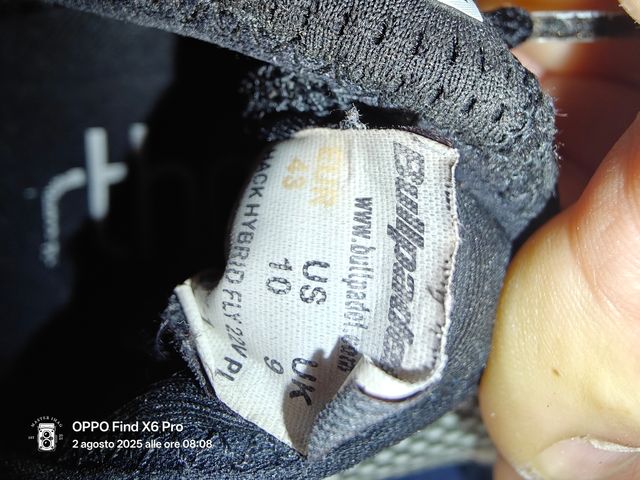 Bullpadel
www.bullpadel.com
EUR US UK
43 10 9
HACK HYBRID FLY 22V
OPPO Find X6 Pro
2 agosto 2025 alle ore 08:08